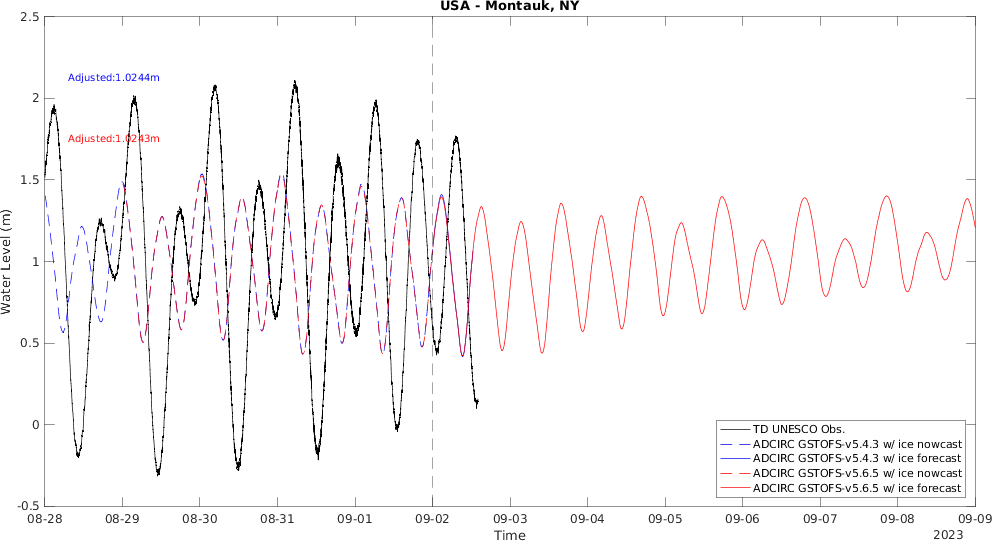 USA - Montauk, NY
2.5
2
1.5
1
0.5
0
-0.5
Water Level (m)
Adjusted:1.0244m
Adjusted:1.0243m
TD UNESCO Obs.
ADCIRC GSTOFS-v5.4.3 w/ ice nowcast
ADCIRC GSTOFS-v5.4.3 w/ ice forecast
ADCIRC GSTOFS-v5.6.5 w/ ice nowcast
ADCIRC GSTOFS-v5.6.5 w/ ice forecast
08-28 08-29 08-30 08-31 09-01 09-02 09-03 09-04 09-05 09-06 09-07 09-08 09-09
Time
2023